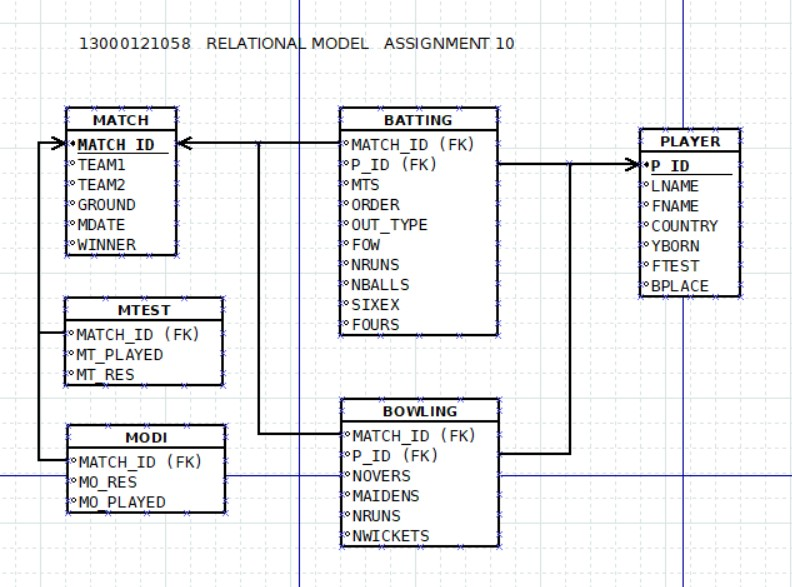 13000121058 RELATIONAL MODEL ASSIGNMENT 10
MATCH
MATCH_ID
TEAM1
TEAM2
GROUND
MDATE
WINNER
MTEST
MATCH_ID (FK)
MT_PLAYED
MT_RES
MODI
MATCH_ID (FK)
MO_RES
MO_PLAYED
BATTING
MATCH_ID (FK)
P_ID (FK)
MTS
ORDER
OUT_TYPE
FOW
NRUNS
NBALLS
SIXEX
FOURS
BOWLING
MATCH_ID (FK)
P_ID (FK)
NOVERS
MAIDENS
NRUNS
NWICKETS
PLAYER
P_ID
LNAME
FNAME
COUNTRY
YBORN
FTEST
BPLACE